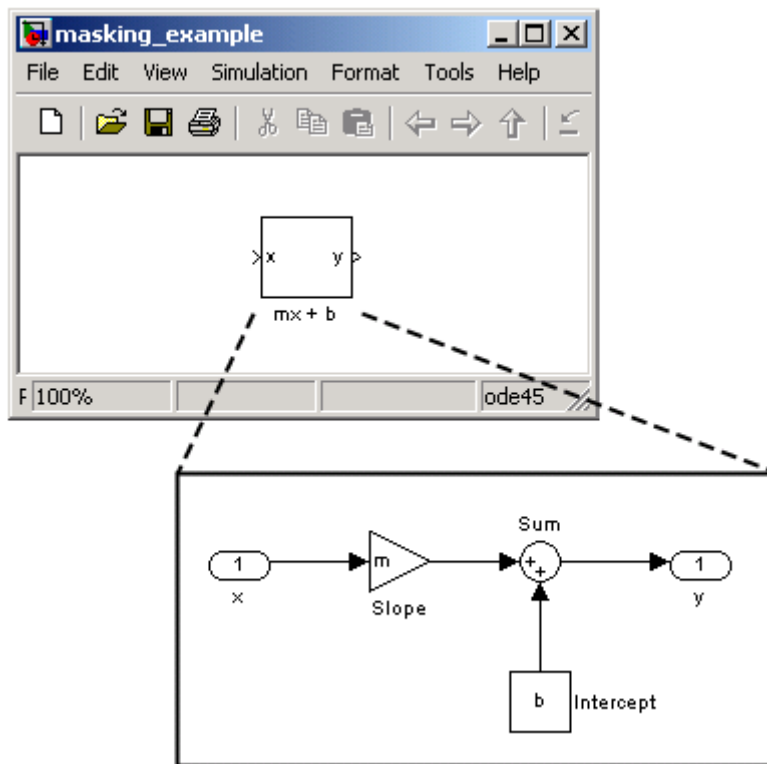 masking_example
File Edit View Simulation Format Tools Help
x y
mx + b
F 100% ode45
Sum
1 m + + 1
x y
Slope
b Intercept